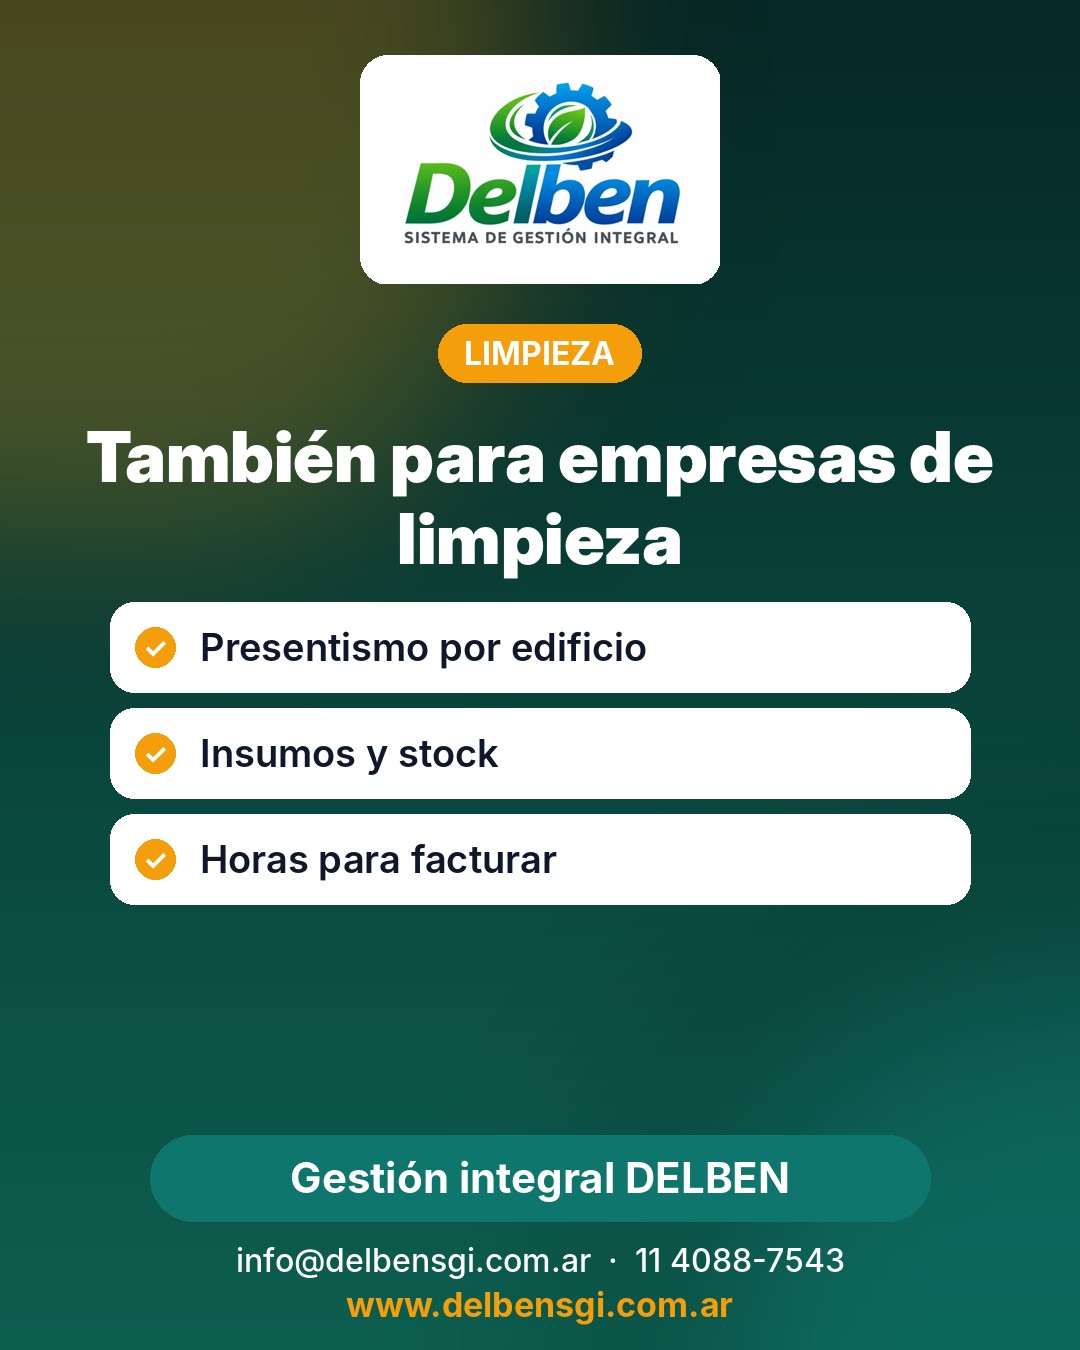 Delben
SISTEMA DE GESTIÓN INTEGRAL
LIMPIEZA
También para empresas de
limpieza
Presentismo por edificio
Insumos y stock
Horas para facturar
Gestión integral DELBEN
info@delbensgi.com.ar · 11 4088-7543
www.delbensgi.com.ar